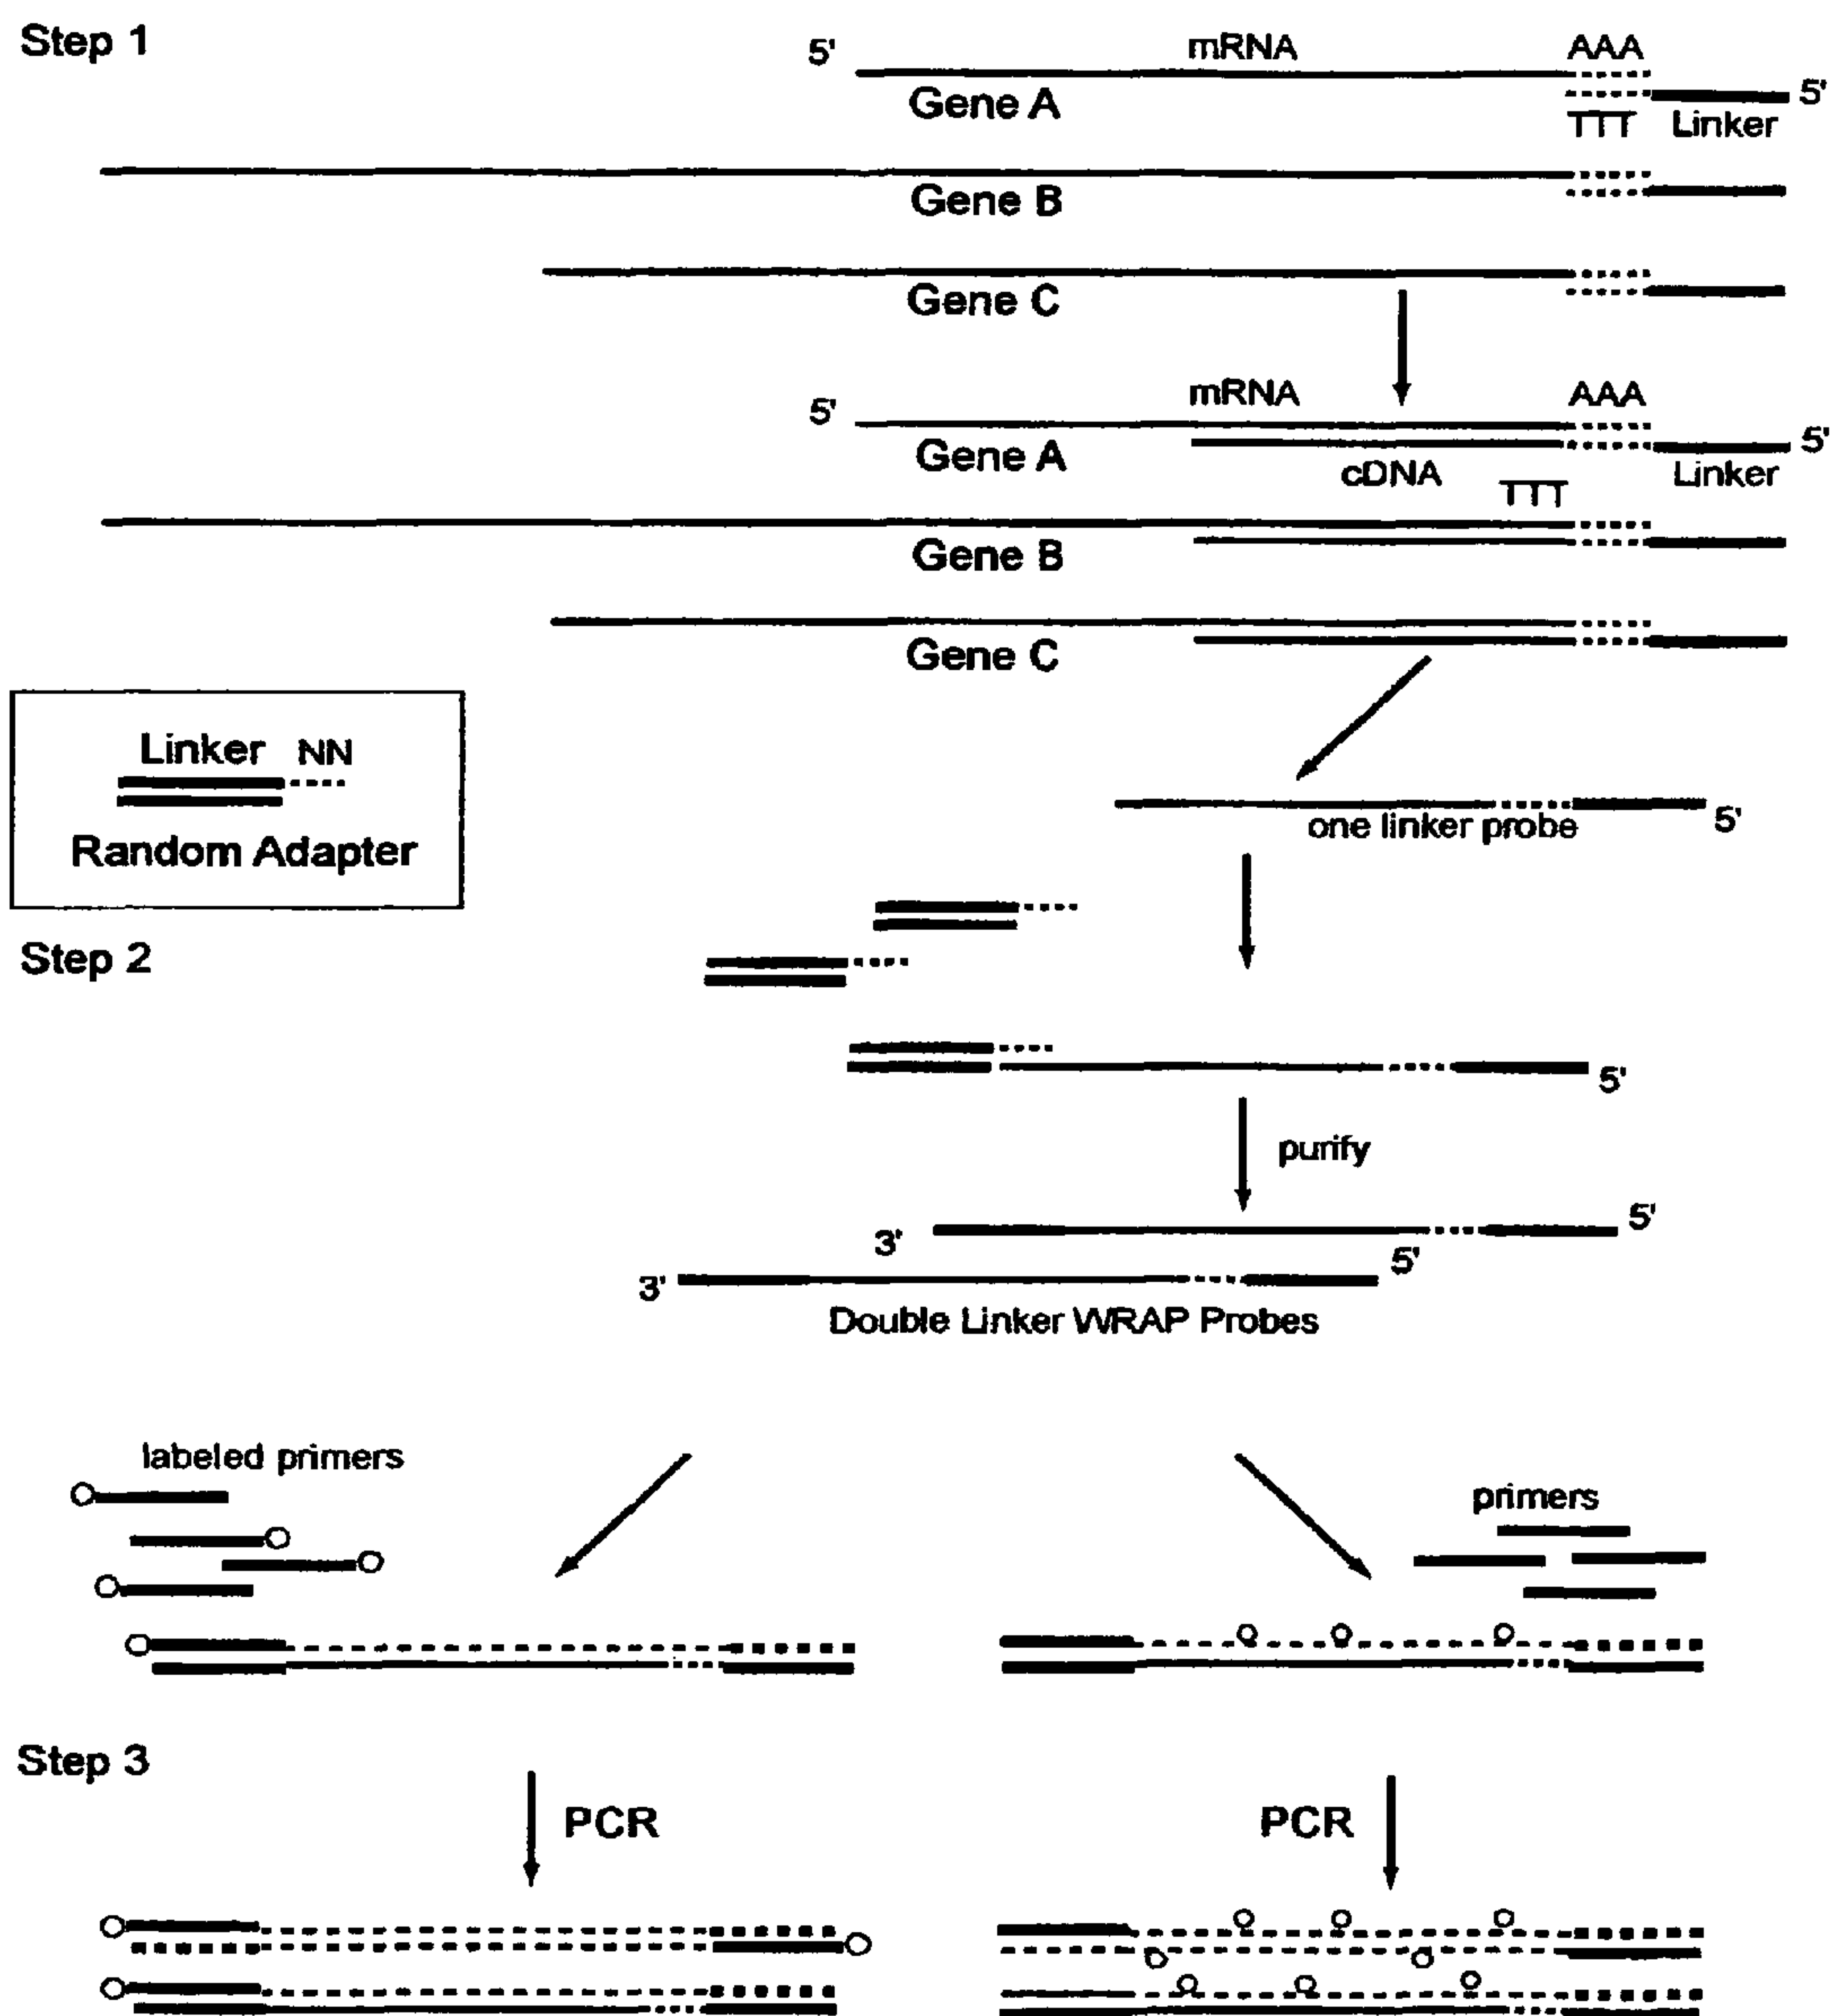 Step 1
5' mRNA AAA
Gene A 5'
TTT Linker
Gene B
Gene C
mRNA AAA
5' Gene A 5'
cDNA Linker
TTT
Gene B
Gene C
Linker NN
Random Adapter
one linker probe 5'
Step 2
5'
purify
3' 5'
3' 5'
Double Linker WRAP Probes
labeled primers
primers
Step 3
PCR PCR